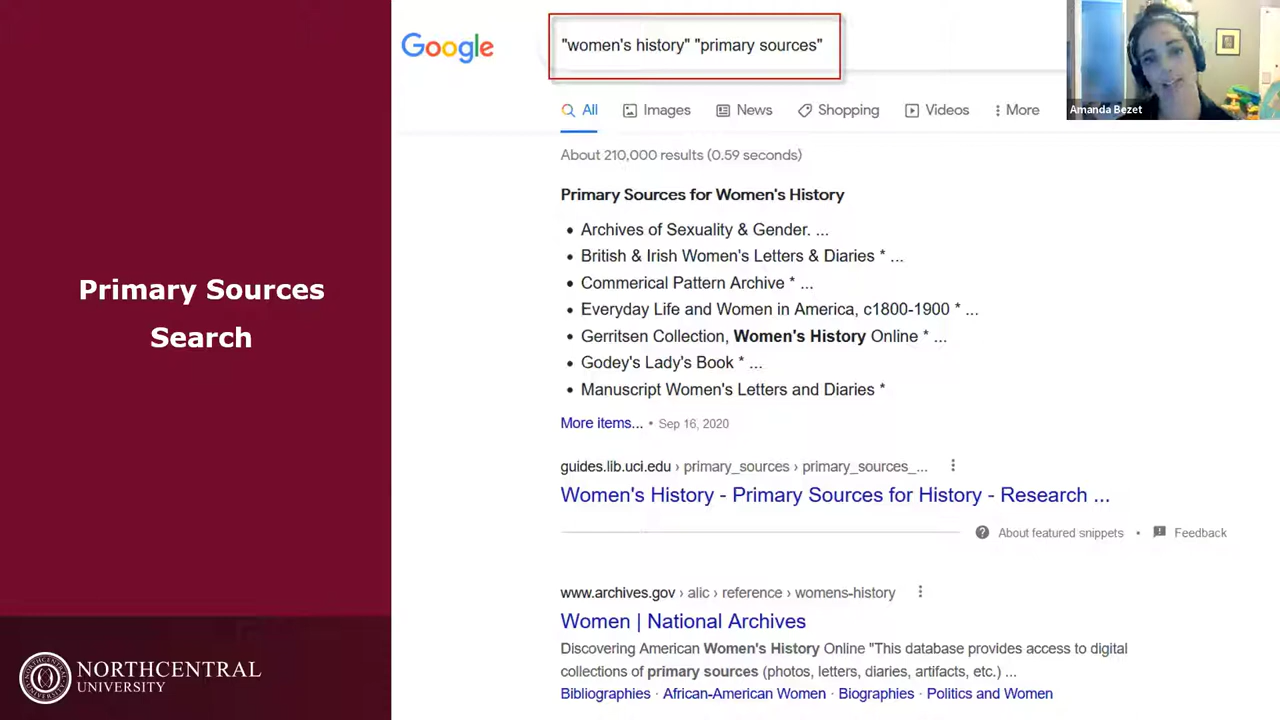 Primary Sources
Search
NORTHCENTRAL
UNIVERSITY
Google
"women's history" "primary sources"
Amanda Bezet
All Images News Shopping Videos More
About 210,000 results (0.59 seconds)
Primary Sources for Women's History
• Archives of Sexuality & Gender. ...
• British & Irish Women's Letters & Diaries * ...
• Commerical Pattern Archive * ...
• Everyday Life and Women in America, c1800-1900 * ...
• Gerritsen Collection, Women's History Online * ...
• Godey's Lady's Book * ...
• Manuscript Women's Letters and Diaries *
More items... • Sep 16, 2020
guides.lib.uci.edu › primary_sources › primary_sources_...
Women's History - Primary Sources for History - Research ...
About featured snippets • Feedback
www.archives.gov › alic › reference › womens-history
Women | National Archives
Discovering American Women's History Online "This database provides access to digital
collections of primary sources (photos, letters, diaries, artifacts, etc.) ...
Bibliographies · African-American Women · Biographies · Politics and Women